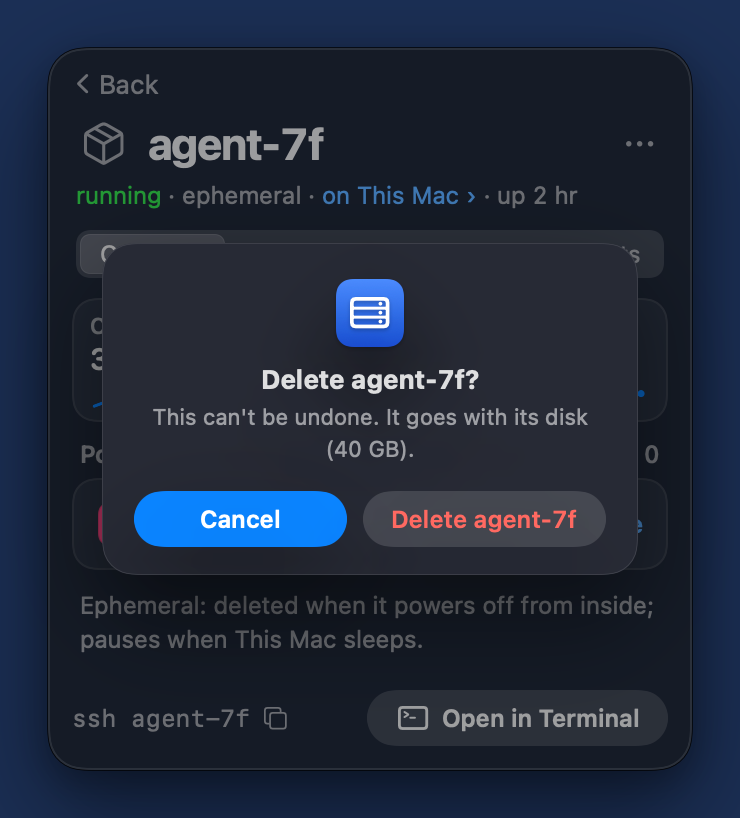 Back
agent-7f
running · ephemeral · on This Mac › · up 2 hr
Delete agent-7f?
This can't be undone. It goes with its disk
(40 GB).
Cancel
Delete agent-7f
0
Ephemeral: deleted when it powers off from inside;
pauses when This Mac sleeps.
ssh agent-7f
Open in Terminal